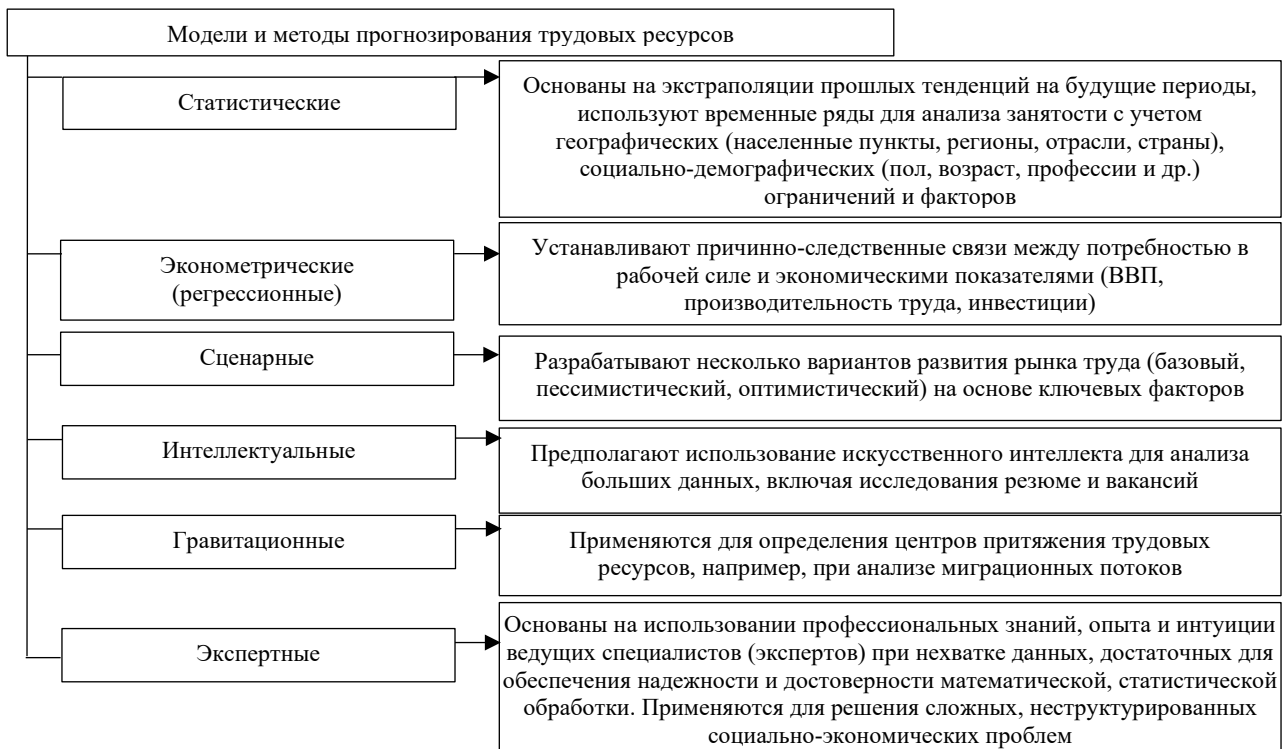 Модели и методы прогнозирования трудовых ресурсов
Статистические
Основаны на экстраполяции прошлых тенденций на будущие периоды,
используют временные ряды для анализа занятости с учетом
географических (населенные пункты, регионы, отрасли, страны),
социально-демографических (пол, возраст, профессии и др.)
ограничений и факторов
Эконометрические
(регрессионные)
Устанавливают причинно-следственные связи между потребностью в
рабочей силе и экономическими показателями (ВВП,
производительность труда, инвестиции)
Сценарные
Разрабатывают несколько вариантов развития рынка труда (базовый,
пессимистический, оптимистический) на основе ключевых факторов
Интеллектуальные
Предполагают использование искусственного интеллекта для анализа
больших данных, включая исследования резюме и вакансий
Гравитационные
Применяются для определения центров притяжения трудовых
ресурсов, например, при анализе миграционных потоков
Экспертные
Основаны на использовании профессиональных знаний, опыта и интуиции
ведущих специалистов (экспертов) при нехватке данных, достаточных для
обеспечения надежности и достоверности математической, статистической
обработки. Применяются для решения сложных, неструктурированных
социально-экономических проблем